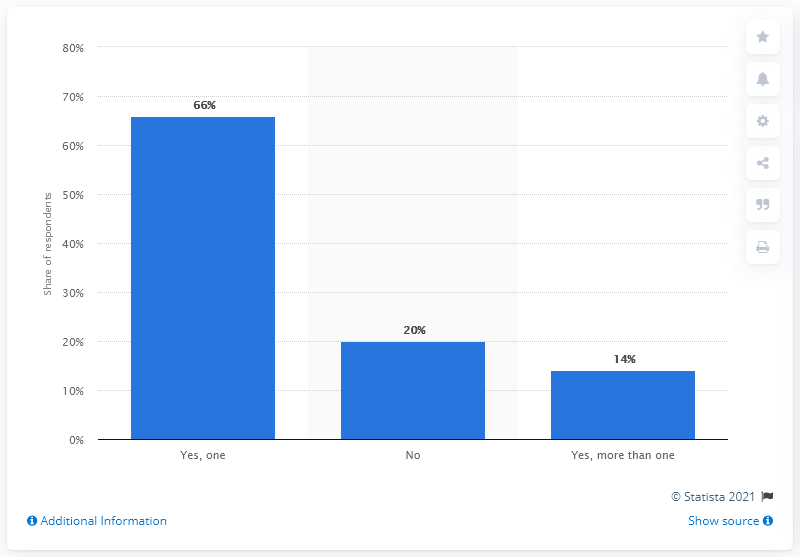 80%
70%
60%
50%
40%
30%
20%
10%
0%
Share of respondents
66%
20%
14%
Yes, one
No
Yes, more than one
© Statista 2021
Additional Information
Show source